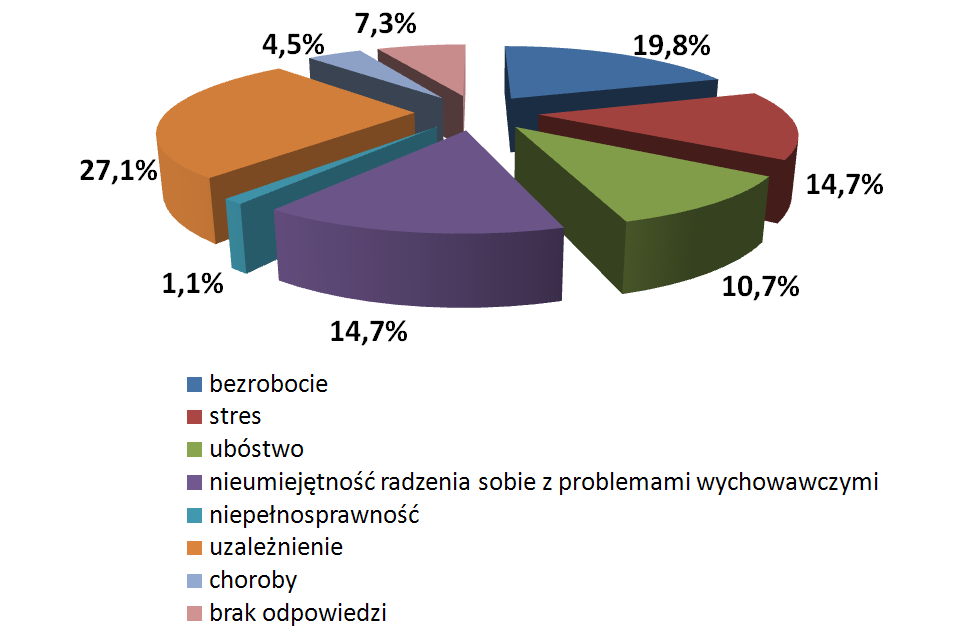 7,3%
4,5%
19,8%
27,1%
14,7%
1,1%
10,7%
14,7%
bezrobocie
stres
ubóstwo
nieumiejętność radzenia sobie z problemami wychowawczymi
niepełnosprawność
uzależnienie
choroby
brak odpowiedzi